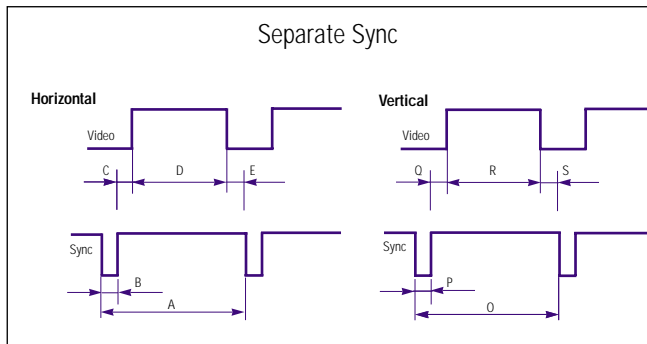 Separate Sync
Horizontal
Vertical
Video
Video
C
D
E
Q
R
S
Sync
Sync
B
P
A
O